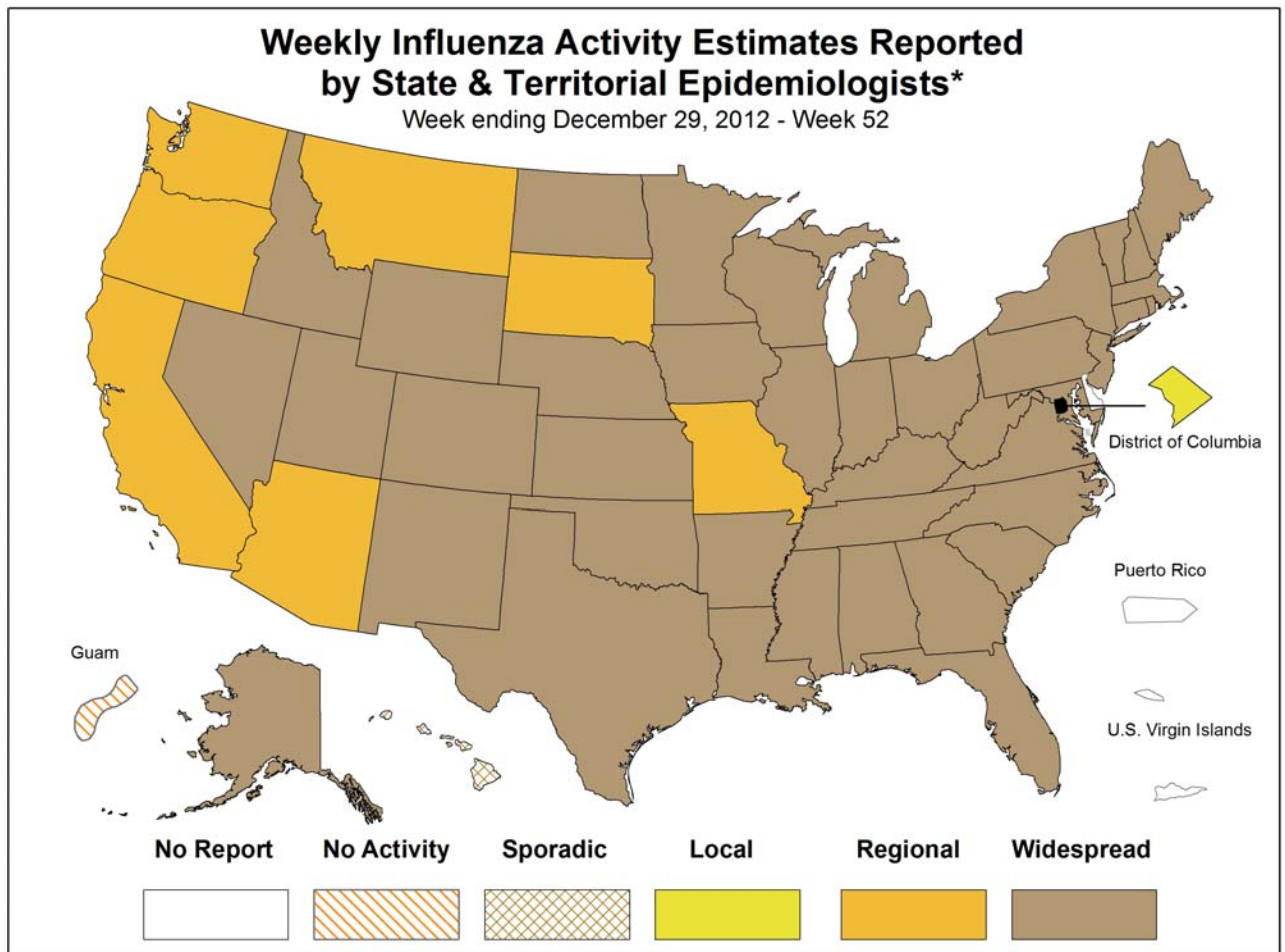 Weekly Influenza Activity Estimates Reported
by State & Territorial Epidemiologists*
Week ending December 29, 2012 - Week 52
District of Columbia
Puerto Rico
Guam
U.S. Virgin Islands
No Report No Activity Sporadic Local Regional Widespread